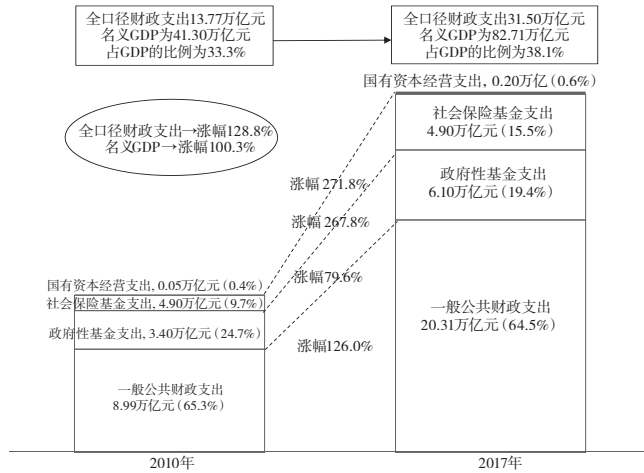 全口径财政支出13.77万亿元
名义GDP为41.30万亿元
占GDP的比例为33.3%
全口径财政支出31.50万亿元
名义GDP为82.71万亿元
占GDP的比例为38.1%
国有资本经营支出, 0.20万亿(0.6%)
社会保险基金支出
4.90万亿元(15.5%)
全口径财政支出→涨幅128.8%
名义GDP→涨幅100.3%
政府性基金支出
6.10万亿元(19.4%)
涨幅271.8%
涨幅267.8%
涨幅79.6%
国有资本经营支出, 0.05万亿元(0.4%)
社会保险基金支出, 4.90万亿元(9.7%)
政府性基金支出, 3.40万亿元(24.7%)
一般公共财政支出
20.31万亿元(64.5%)
涨幅126.0%
一般公共财政支出
8.99万亿元(65.3%)
2010年
2017年